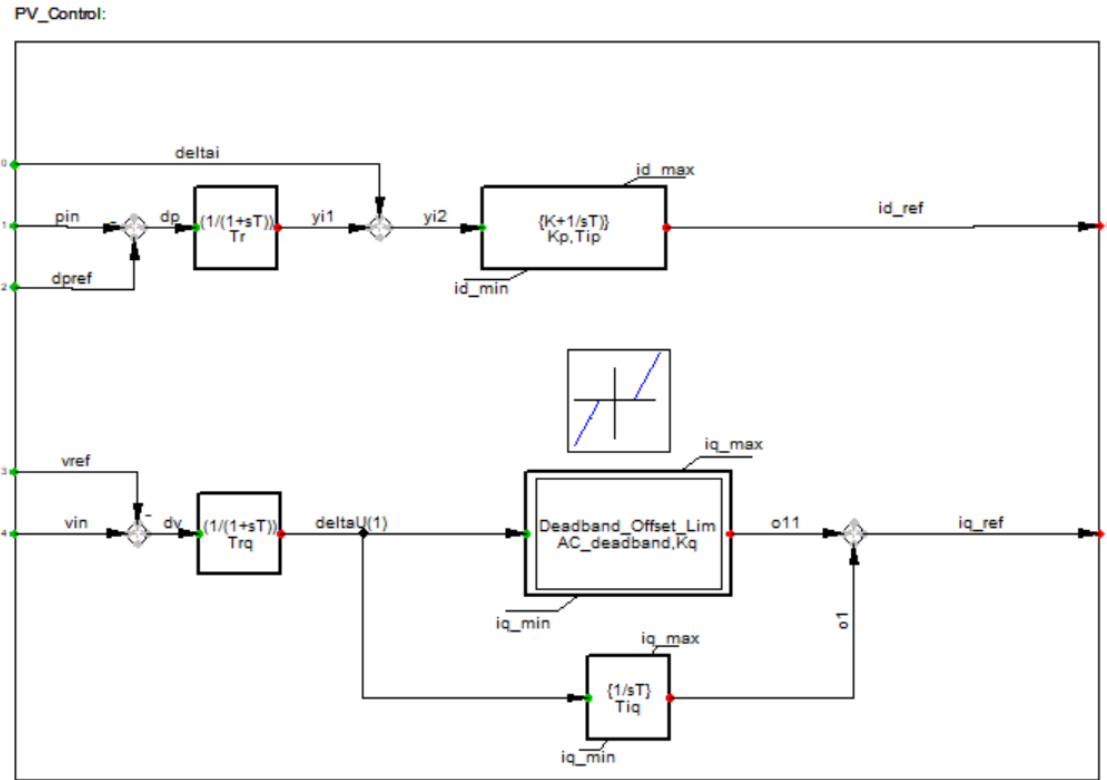 PV_Control:
deltai
id_max
0
pin
-
dp
(1/(1+sT))
Tr
yi1
yi2
{K+1/sT)}
Kp,Tip
id_ref
1
dpref
2
id_min
iq_max
vref
3
-
vin
dv
(1/(1+sT))
Trq
deltaU(1)
Deadband_Offset_Lim
AC_deadband,Kq
o11
iq_ref
4
iq_min
o1
iq_max
{1/sT}
Tiq
iq_min